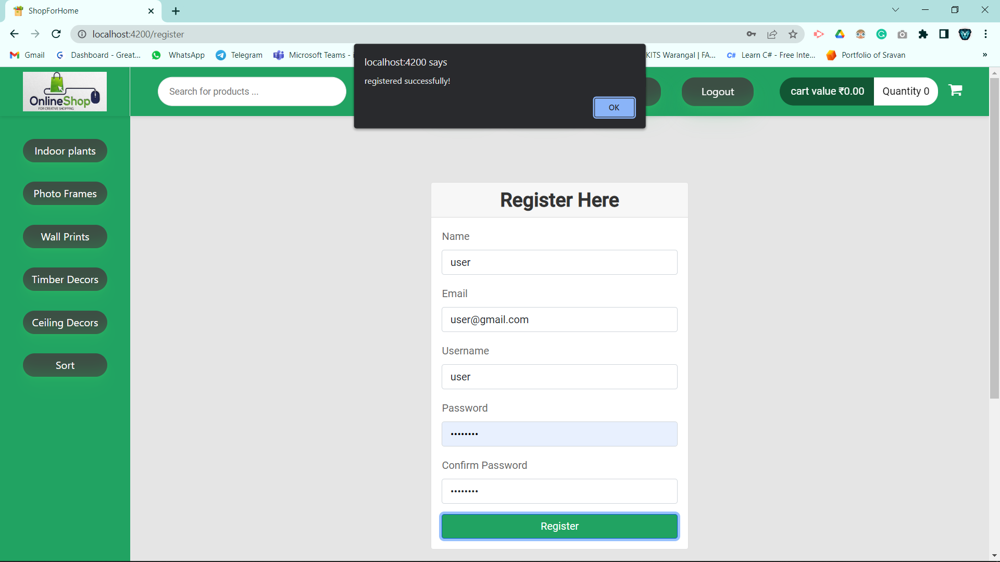 ShopForHome
localhost:4200/register
Gmail
Dashboard - Great...
WhatsApp
Telegram
Microsoft Teams -
KITS Warangal | FA...
C# Learn C# - Free Inte...
Portfolio of Sravan
»
localhost:4200 says
registered successfully!
OK
OnlineShop
FOR CREATIVE SHOPPING
Search for products ...
Logout
cart value ₹0.00
Quantity 0
Indoor plants
Photo Frames
Wall Prints
Timber Decors
Ceiling Decors
Sort
Register Here
Name
user
Email
user@gmail.com
Username
user
Password
••••••••
Confirm Password
••••••••
Register